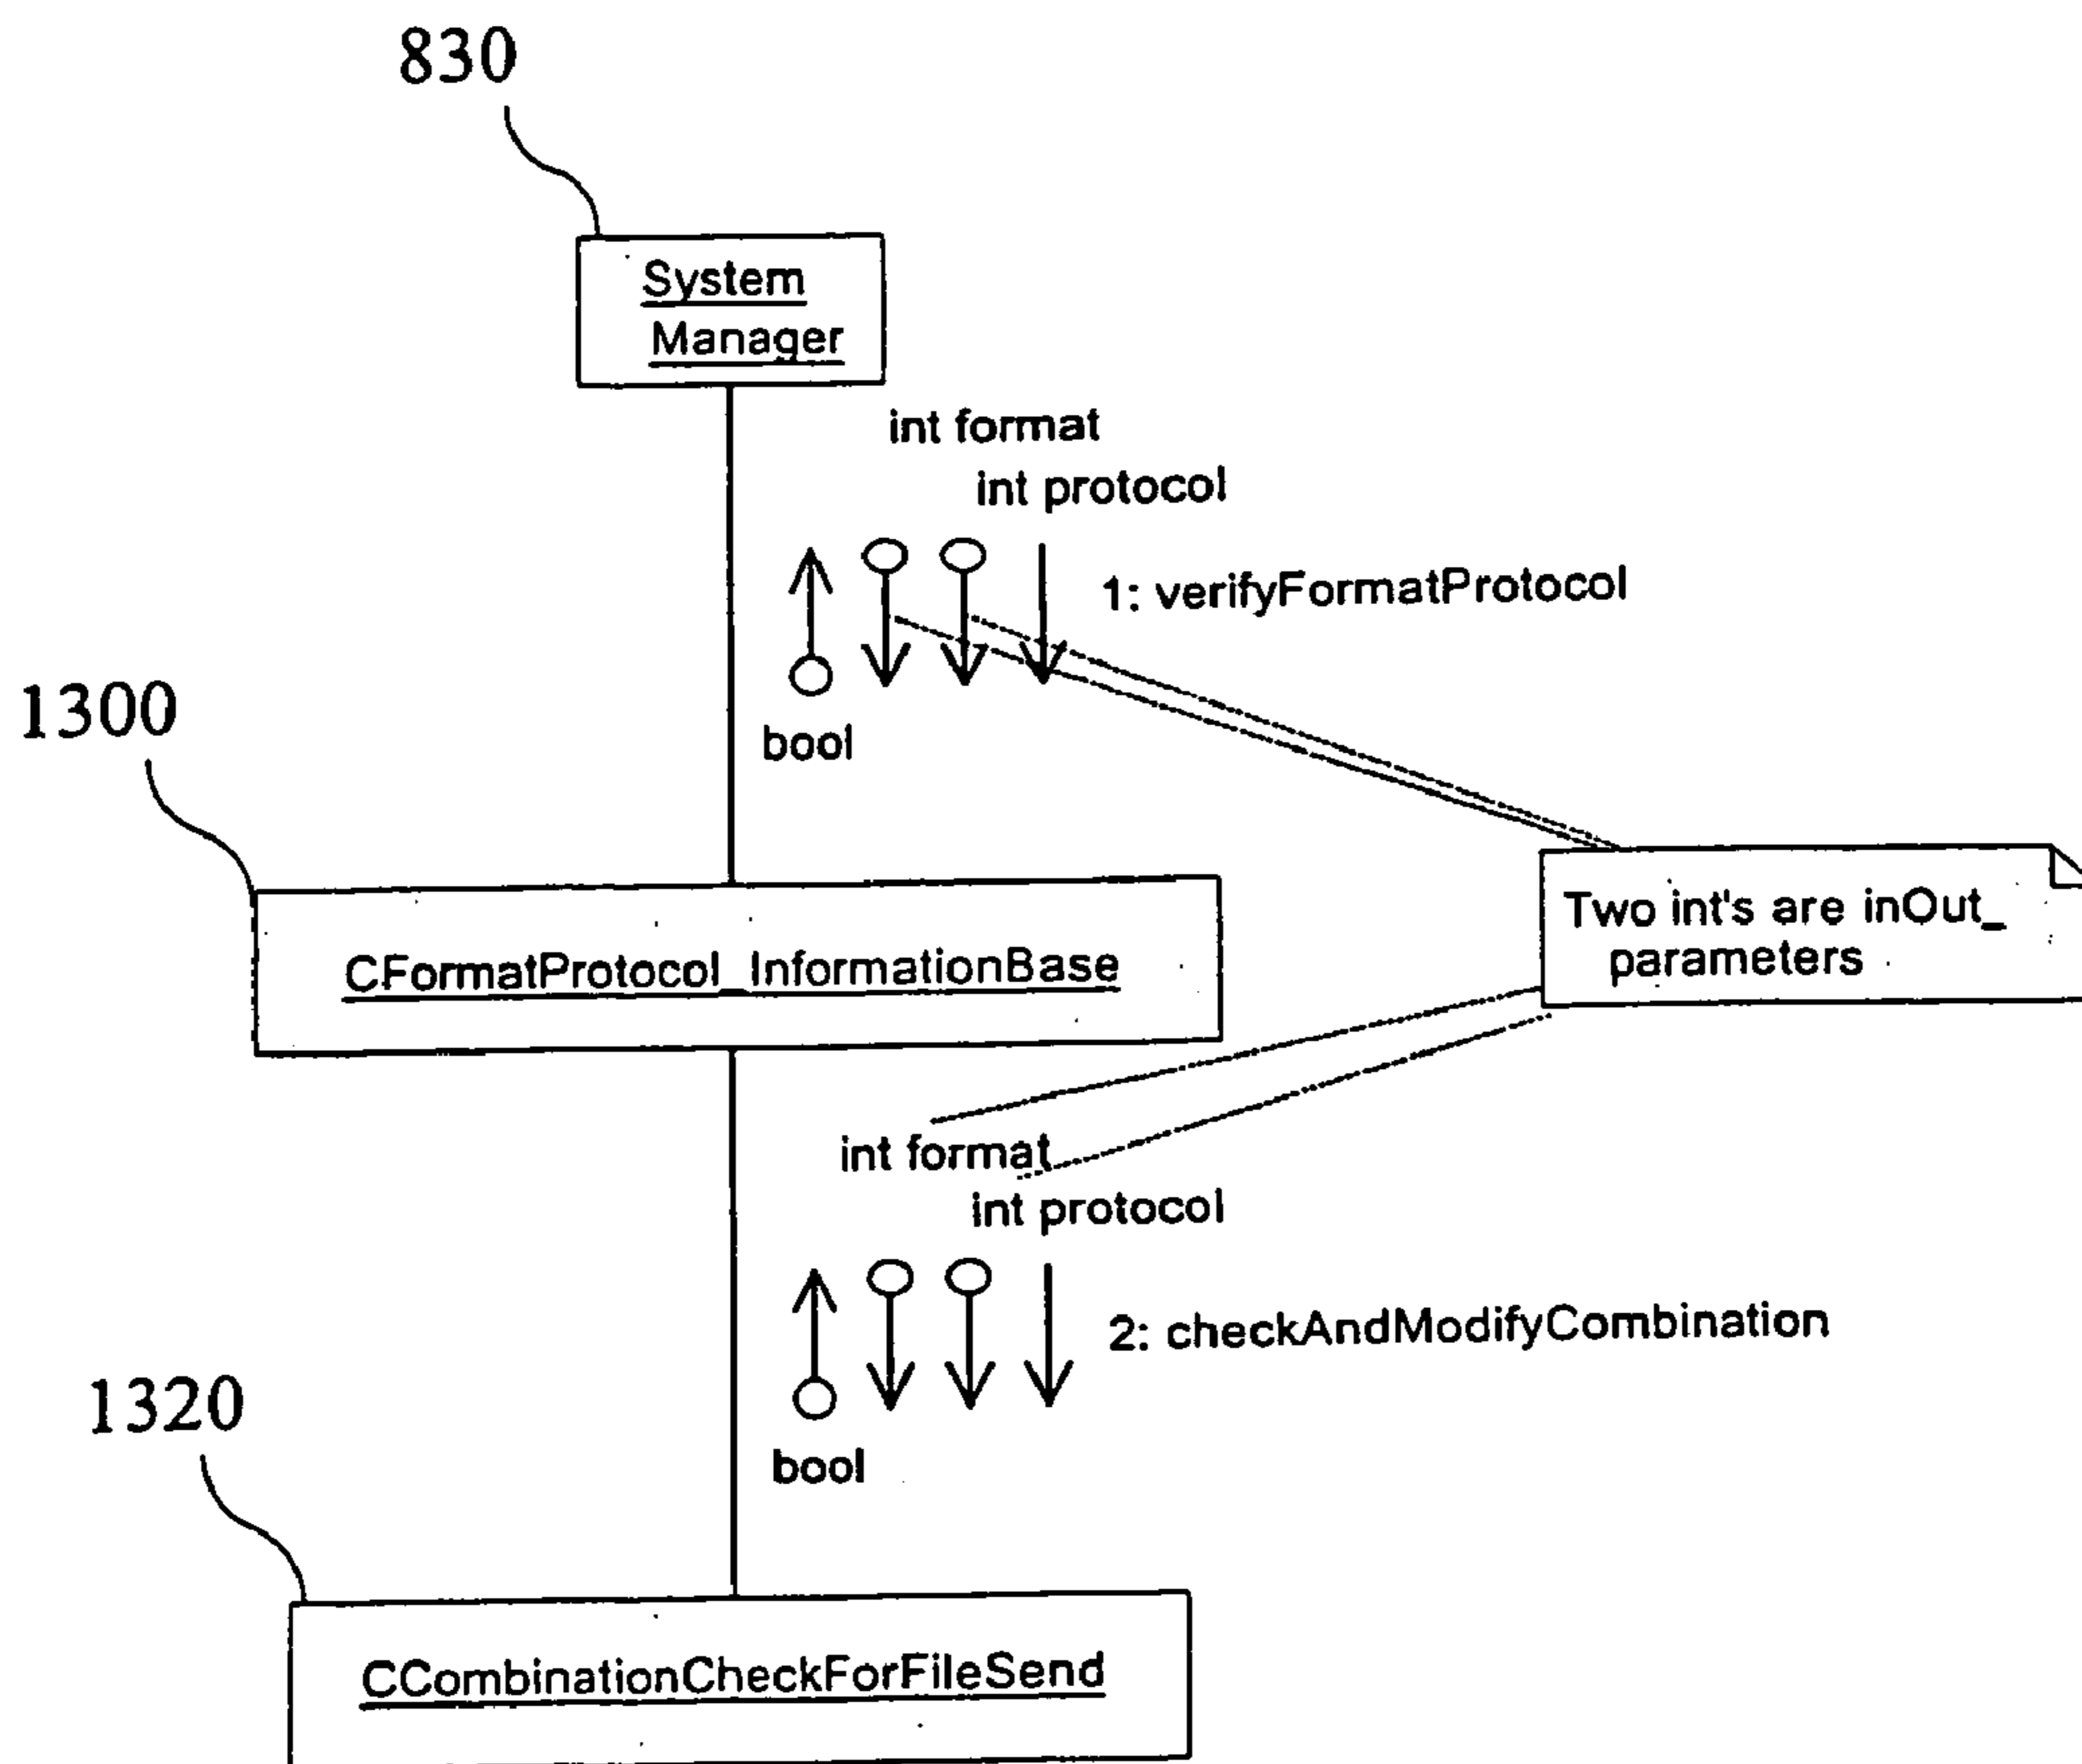 830
System
Manager
int format
int protocol
1: verifyFormatProtocol
bool
1300
CFormatProtocol_InformationBase
Two int's are inOut_
parameters
int format
int protocol
2: checkAndModifyCombination
bool
1320
CCombinationCheckForFileSend